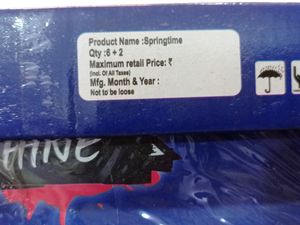 Product Name :Springtime
Qty :6 + 2
Maximum retail Price: ₹
(Incl. Of All Taxes)
Mfg. Month & Year :
Not to be loose
HINE